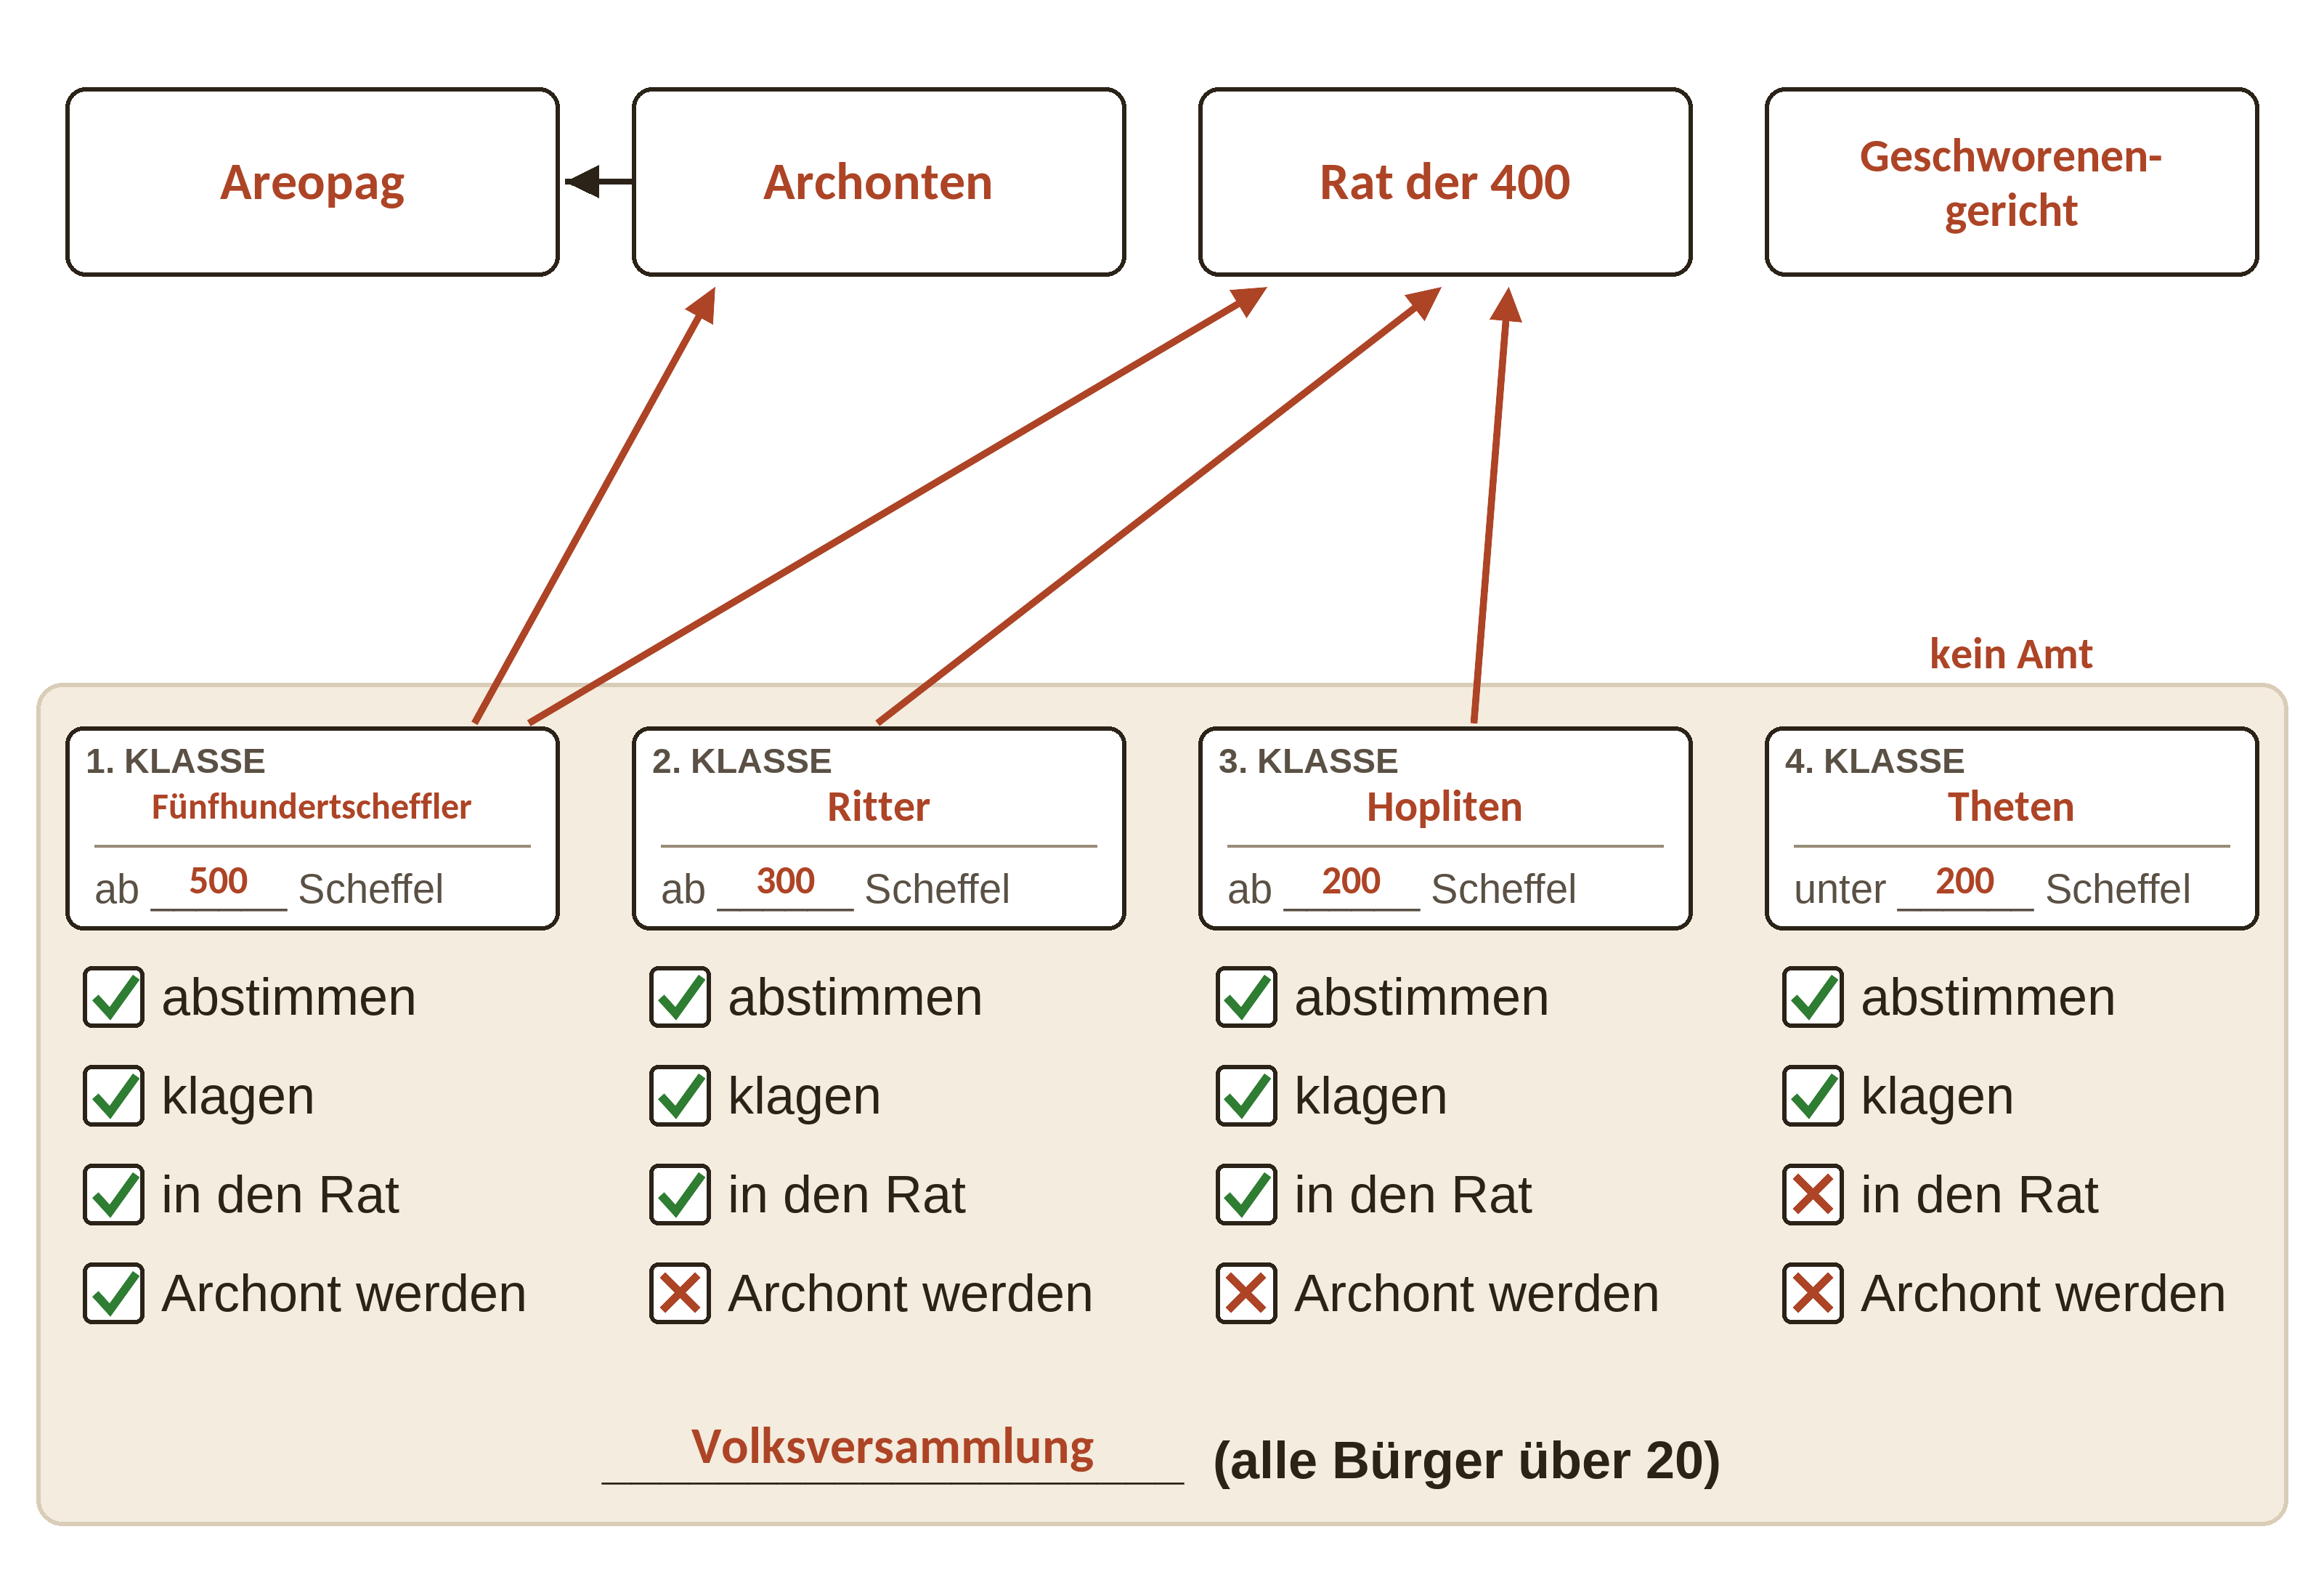 Areopag
Archonten
Rat der 400
Geschworenen-
gericht
kein Amt
1. KLASSE
Fünfhundertscheffler
ab 500 Scheffel
abstimmen
klagen
in den Rat
Archont werden
2. KLASSE
Ritter
ab 300 Scheffel
abstimmen
klagen
in den Rat
Archont werden
3. KLASSE
Hopliten
ab 200 Scheffel
abstimmen
klagen
in den Rat
Archont werden
4. KLASSE
Theten
unter 200 Scheffel
abstimmen
klagen
in den Rat
Archont werden
Volksversammlung (alle Bürger über 20)